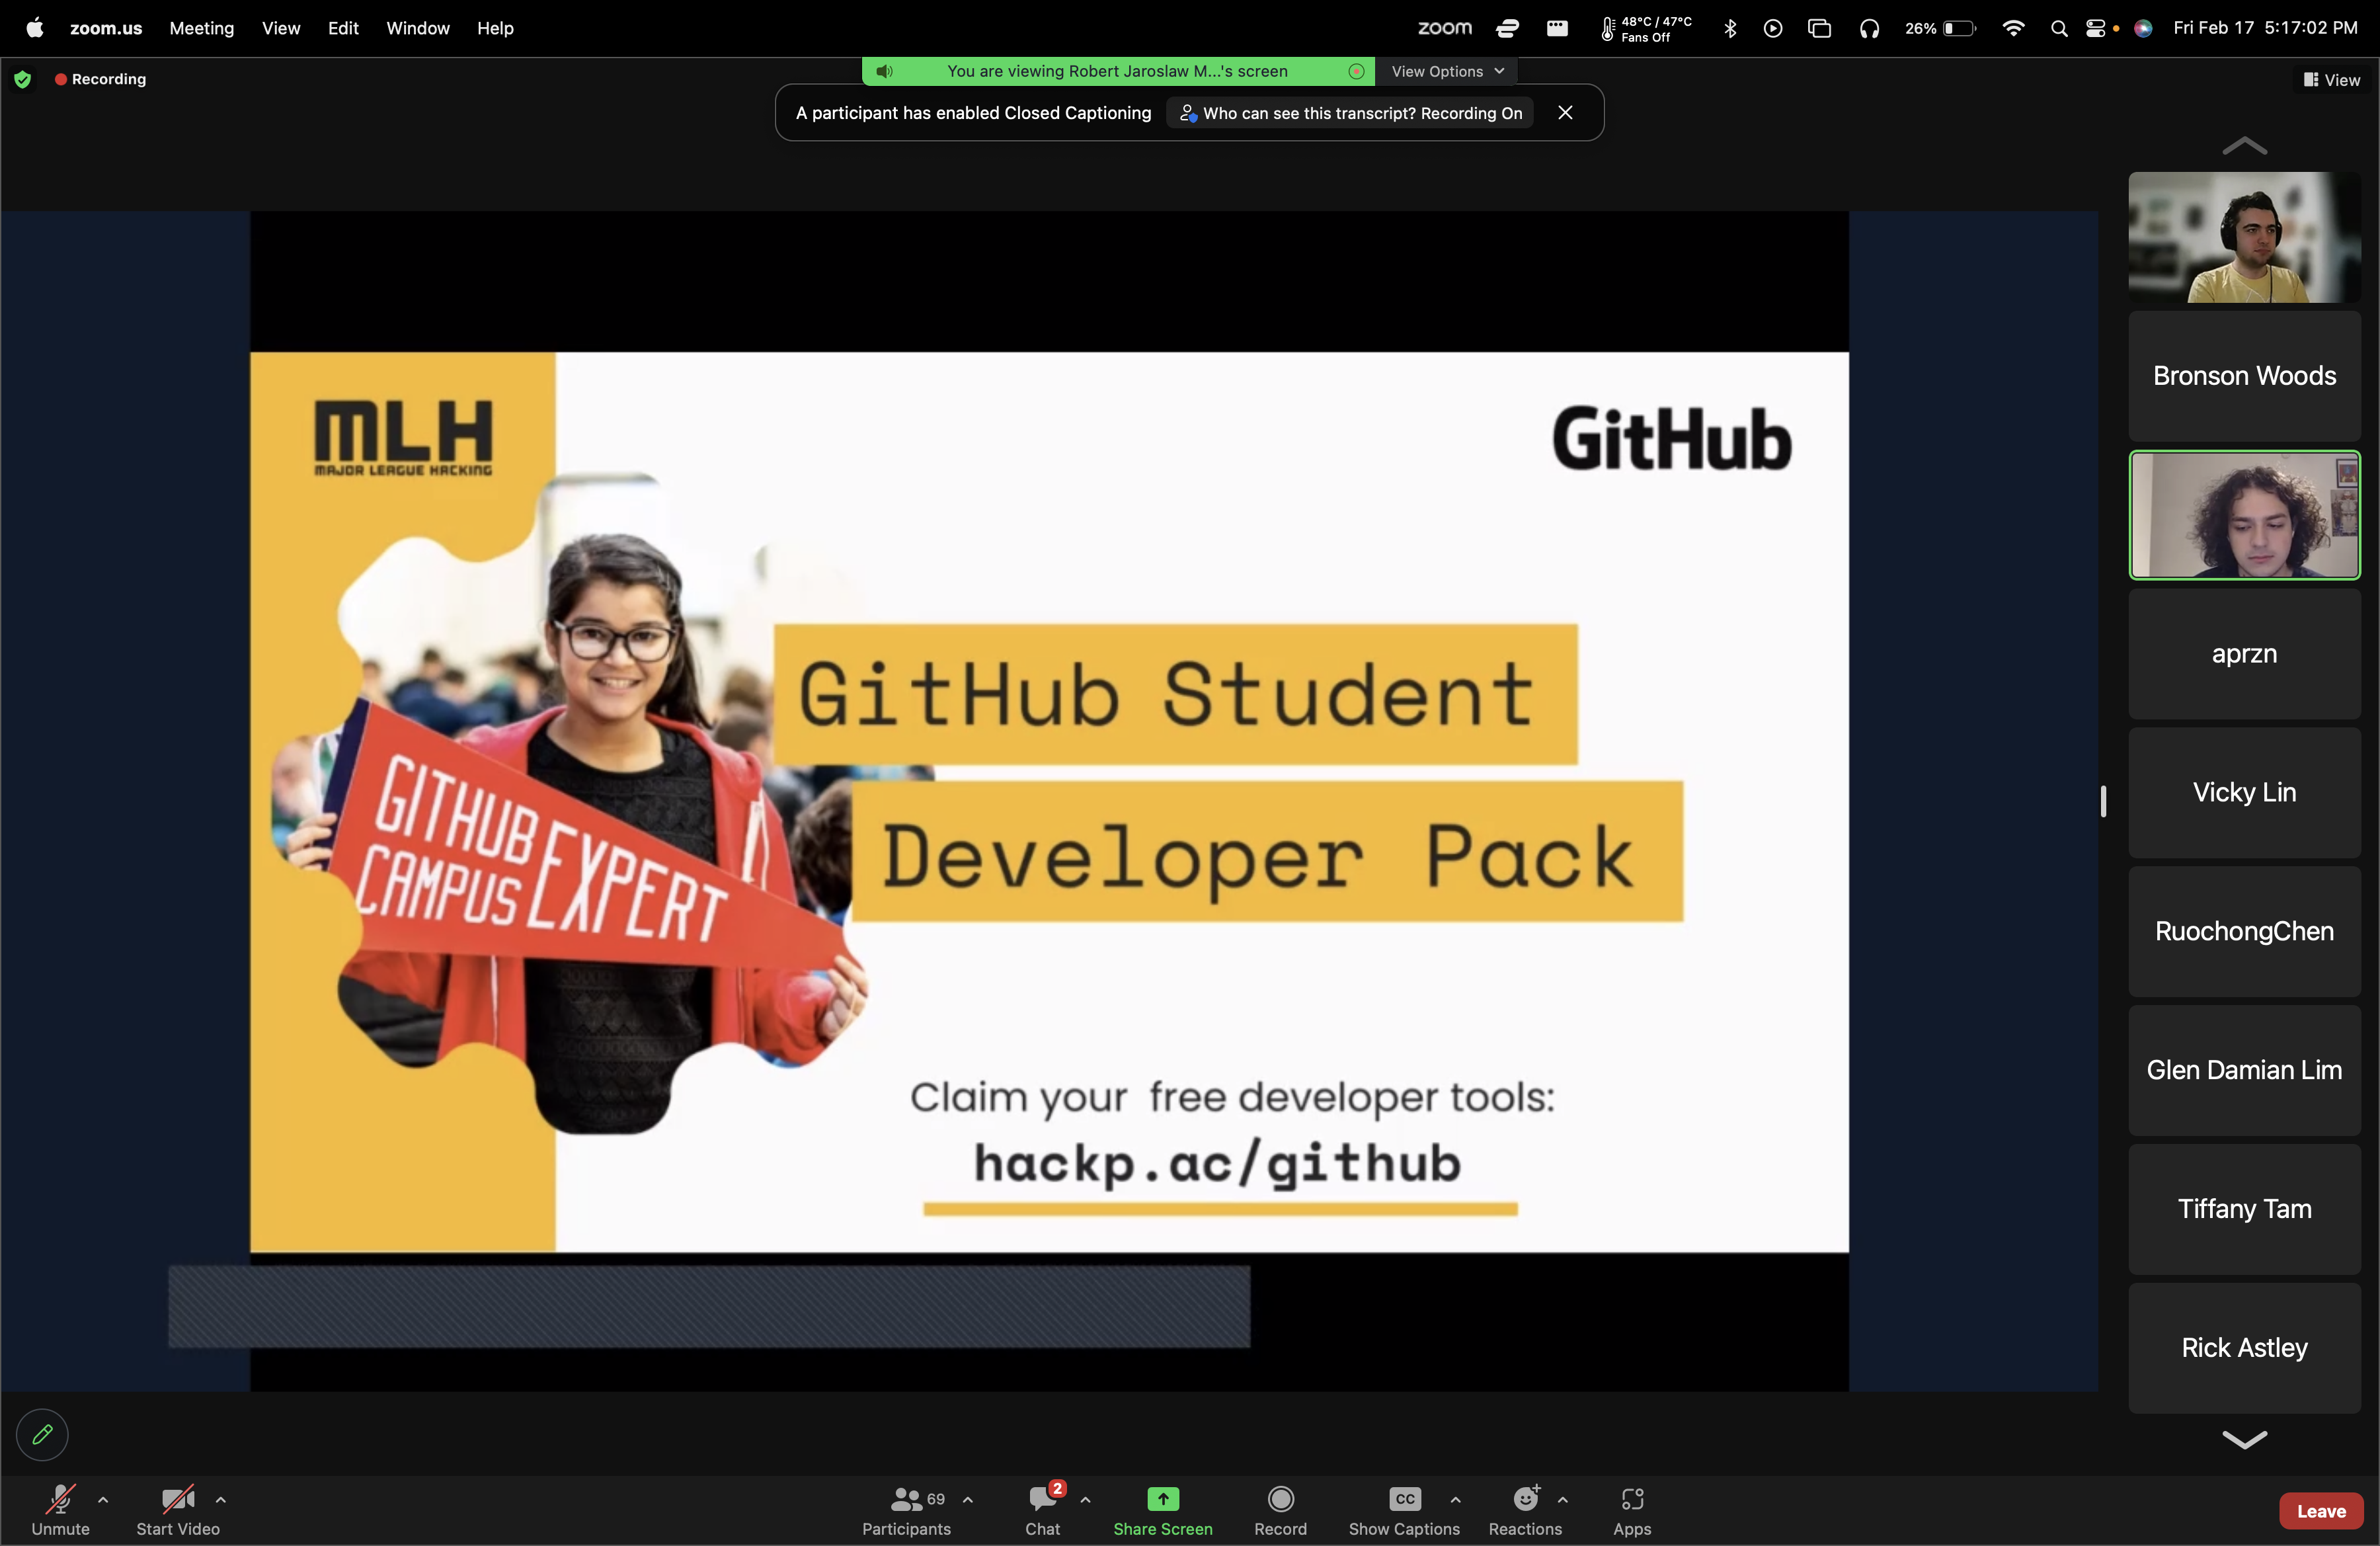 zoom.us Meeting View Edit Window Help
zoom
48°C / 47°C
Fans Off
26%
Fri Feb 17 5:17:02 PM
Recording
You are viewing Robert Jaroslaw M...'s screen
View Options
View
A participant has enabled Closed Captioning
Who can see this transcript? Recording On
MLH
MAJOR LEAGUE HACKING
GitHub
GitHub Student
Developer Pack
GITHUB
CAMPUS EXPERT
Claim your free developer tools:
hackp.ac/github
Bronson Woods
aprzn
Vicky Lin
RuochongChen
Glen Damian Lim
Tiffany Tam
Rick Astley
Unmute
Start Video
69
Participants
2
Chat
Share Screen
Record
CC
Show Captions
Reactions
Apps
Leave